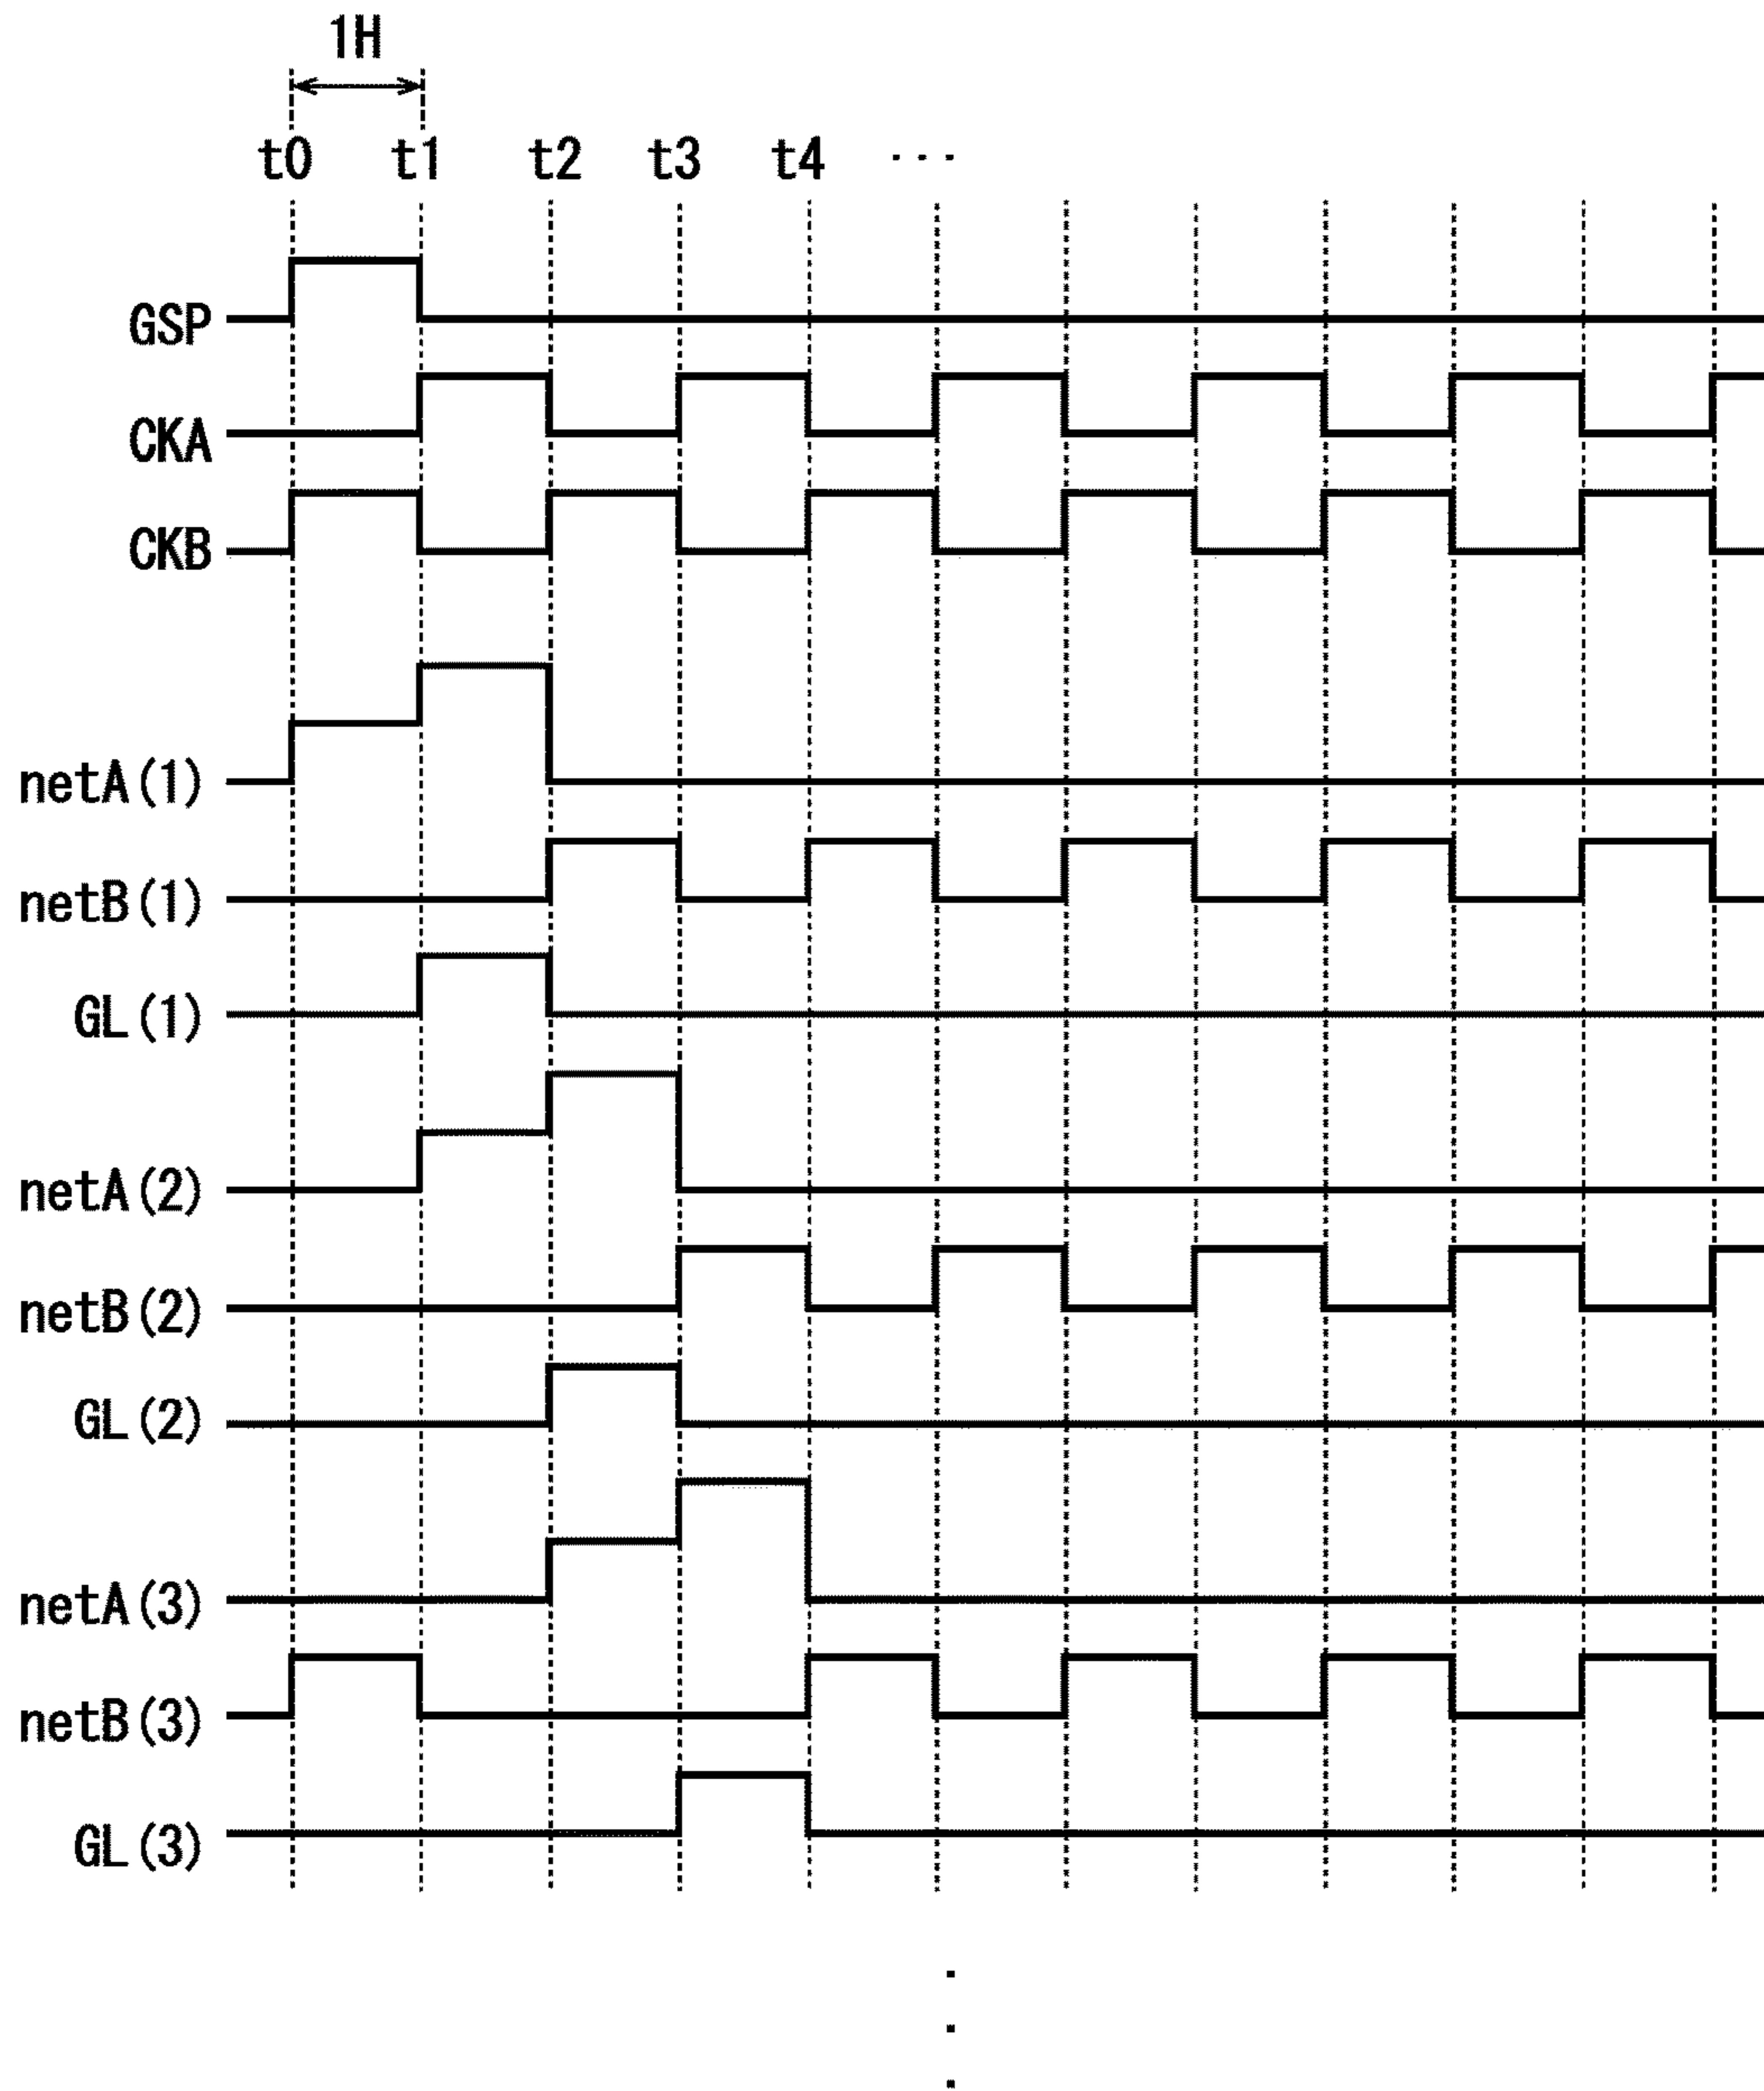 1H
t0 t1 t2 t3 t4 ···
GSP
CKA
CKB
netA(1)
netB(1)
GL(1)
netA(2)
netB(2)
GL(2)
netA(3)
netB(3)
GL(3)